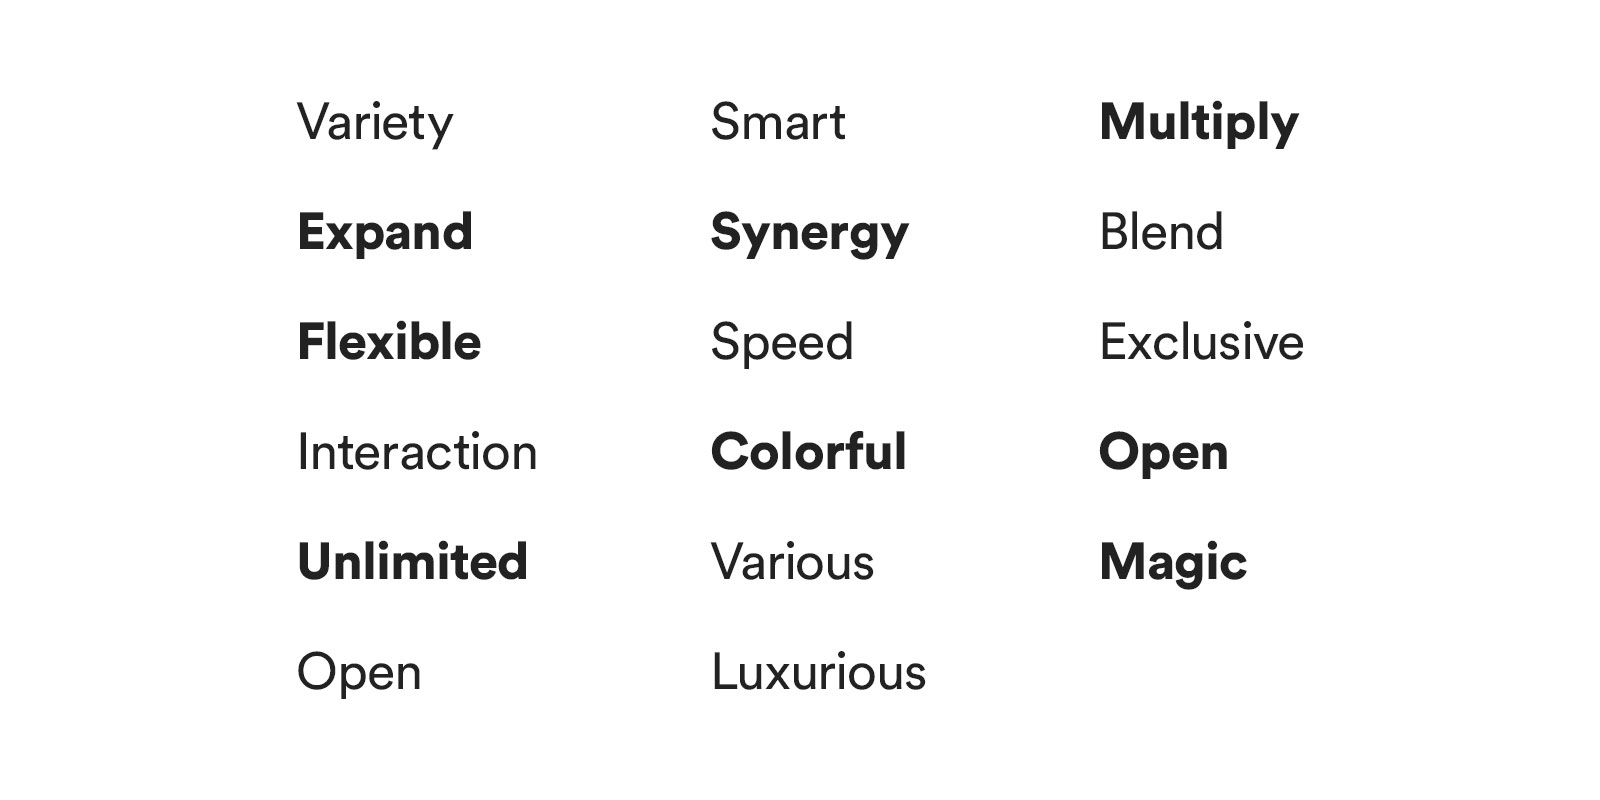 Variety
Expand
Flexible
Interaction
Unlimited
Open
Smart
Synergy
Speed
Colorful
Various
Luxurious
Multiply
Blend
Exclusive
Open
Magic